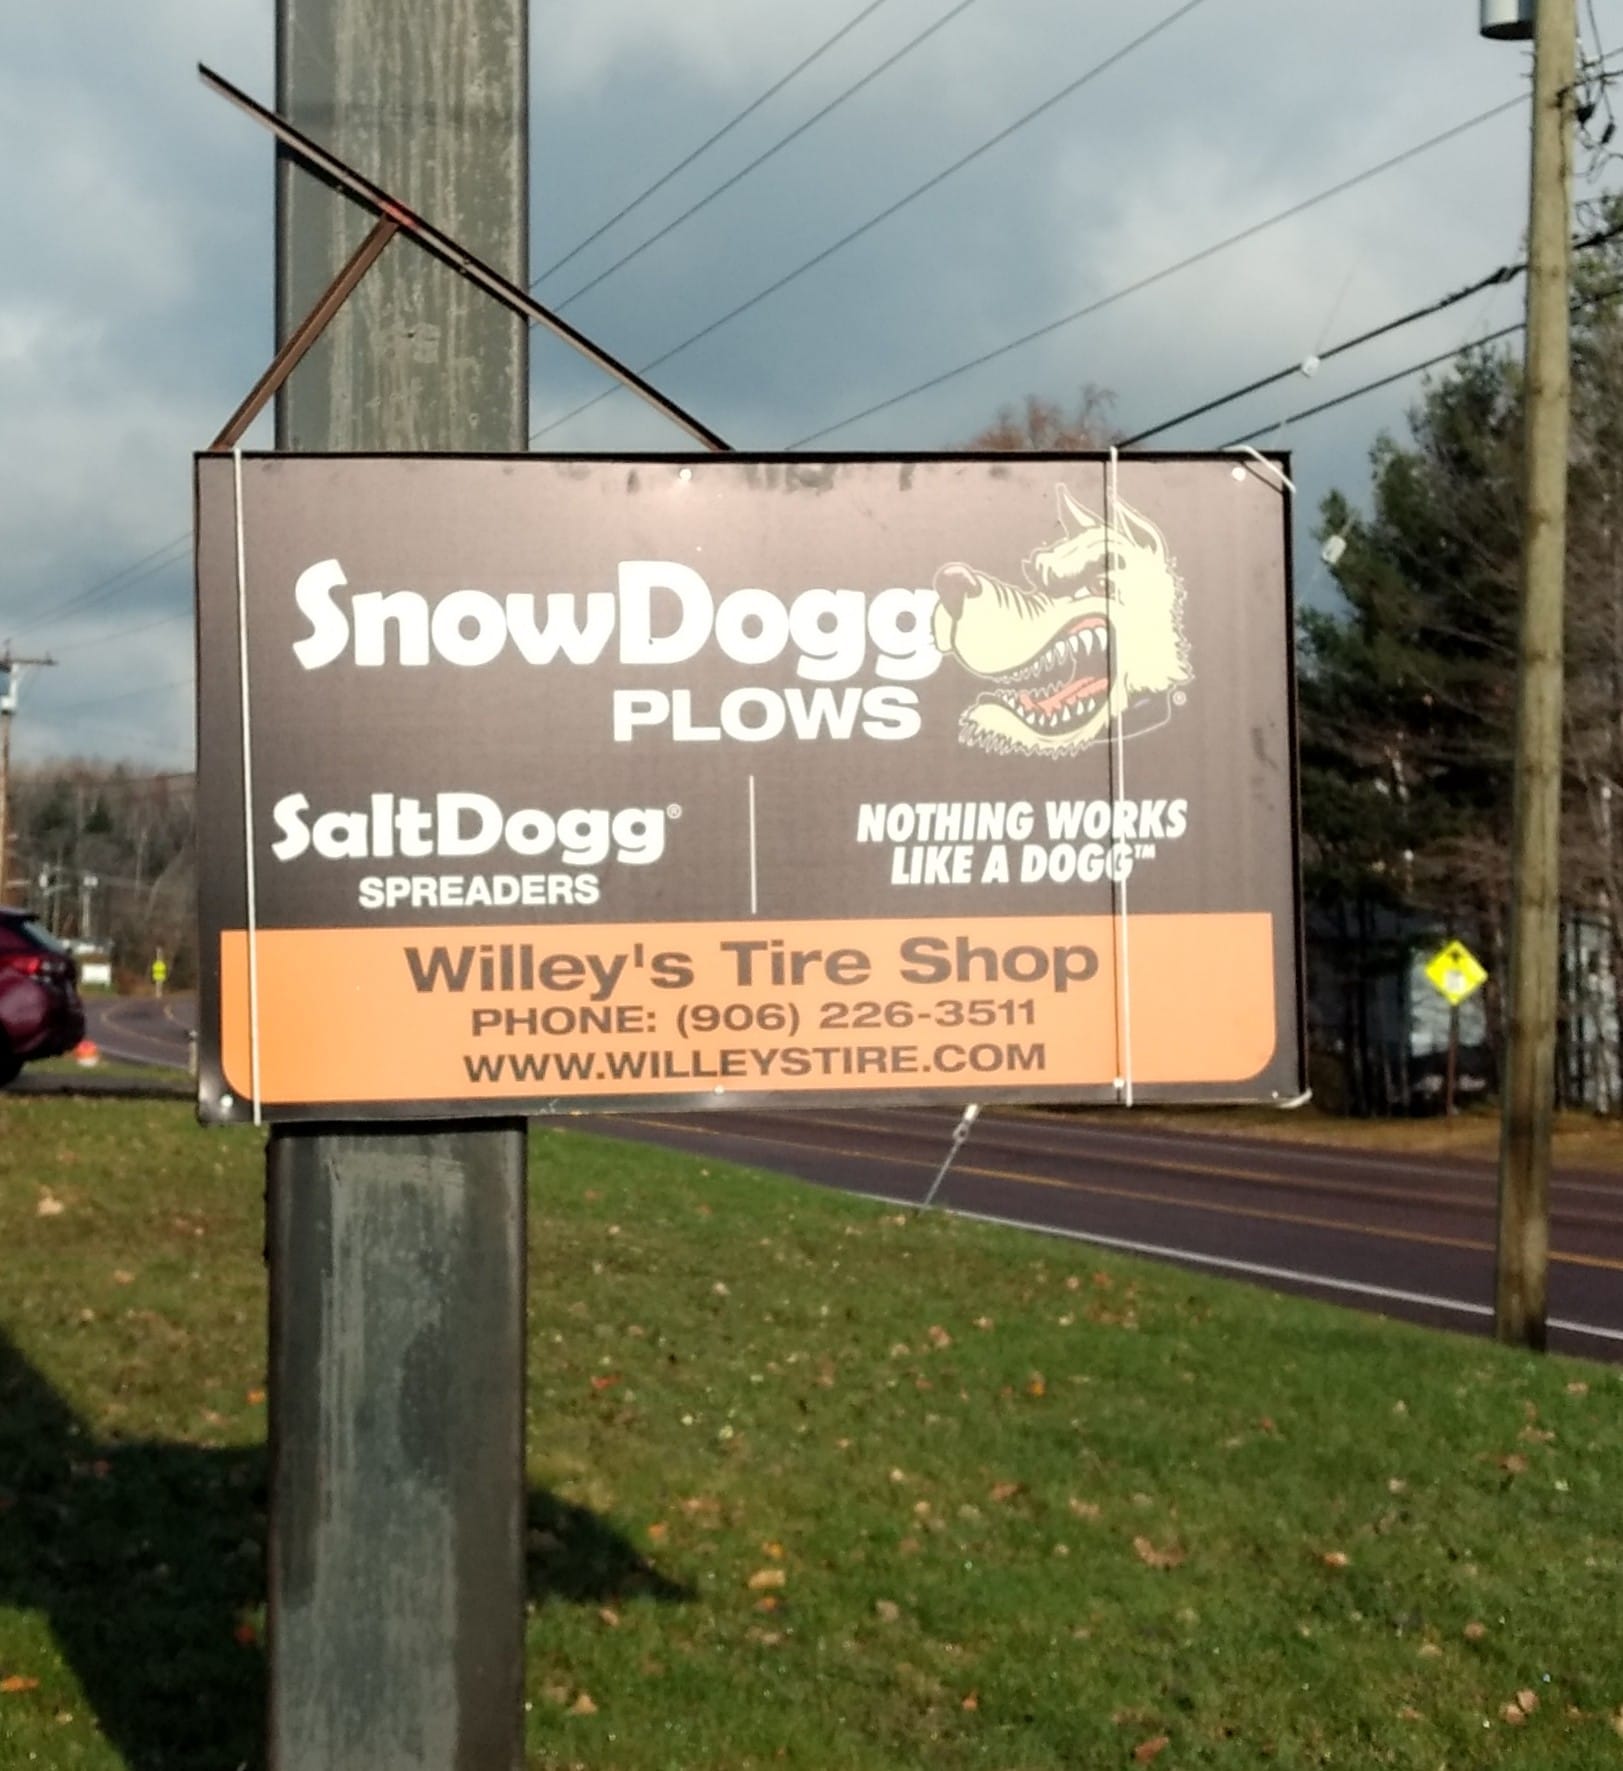 SnowDogg
PLOWS
®
SaltDogg®
SPREADERS
NOTHING WORKS
LIKE A DOGG™
Willey's Tire Shop
PHONE: (906) 226-3511
WWW.WILLEYSTIRE.COM